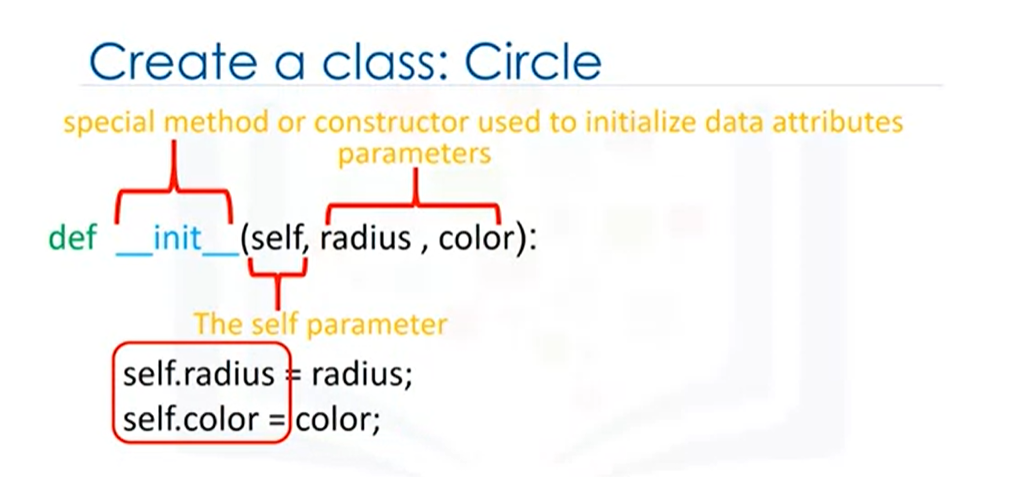 Create a class: Circle
special method or constructor used to initialize data attributes
parameters
def __init__(self, radius , color):
The self parameter
self.radius = radius;
self.color = color;